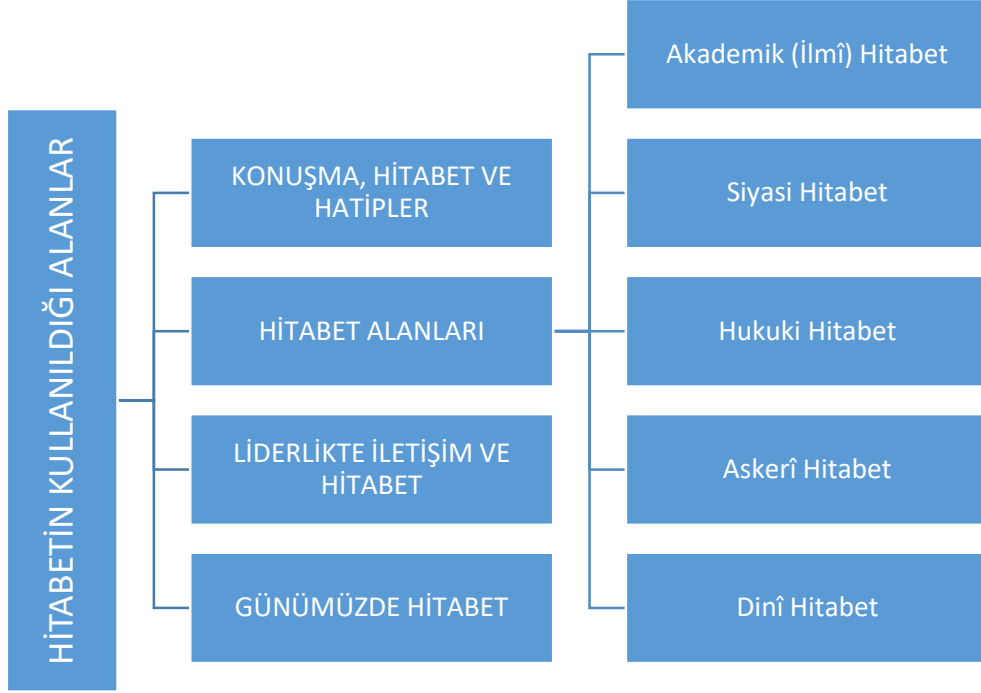 HİTABETİN KULLANILDIĞI ALANLAR
KONUŞMA, HİTABET VE
HATİPLER
HİTABET ALANLARI
LİDERLİKTE İLETİŞİM VE
HİTABET
GÜNÜMÜZDE HİTABET
Akademik (İlmî) Hitabet
Siyasi Hitabet
Hukuki Hitabet
Askerî Hitabet
Dinî Hitabet